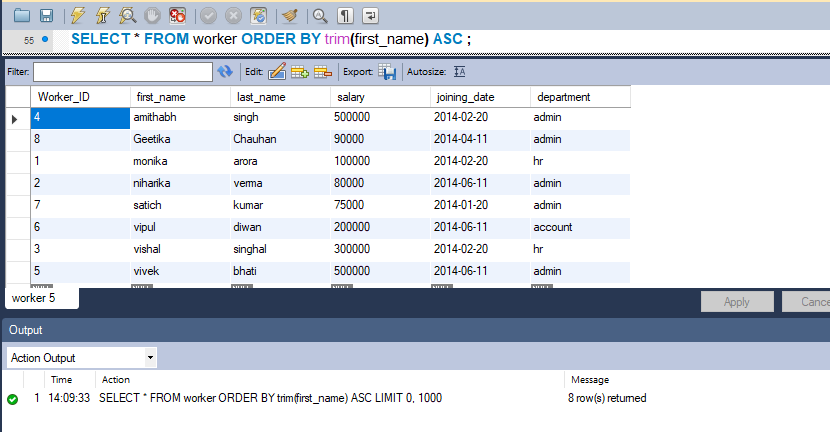 55 SELECT * FROM worker ORDER BY trim(first_name) ASC ;
Filter: Edit: Export: Autosize:
Worker_ID first_name last_name salary joining_date department
4 amithabh singh 500000 2014-02-20 admin
8 Geetika Chauhan 90000 2014-04-11 admin
1 monika arora 100000 2014-02-20 hr
2 niharika verma 80000 2014-06-11 admin
7 satich kumar 75000 2014-01-20 admin
6 vipul diwan 200000 2014-06-11 account
3 vishal singhal 300000 2014-02-20 hr
5 vivek bhati 500000 2014-06-11 admin
worker 5
Apply Cance
Output
Action Output
Time Action Message
1 14:09:33 SELECT * FROM worker ORDER BY trim(first_name) ASC LIMIT 0, 1000 8 row(s) returned